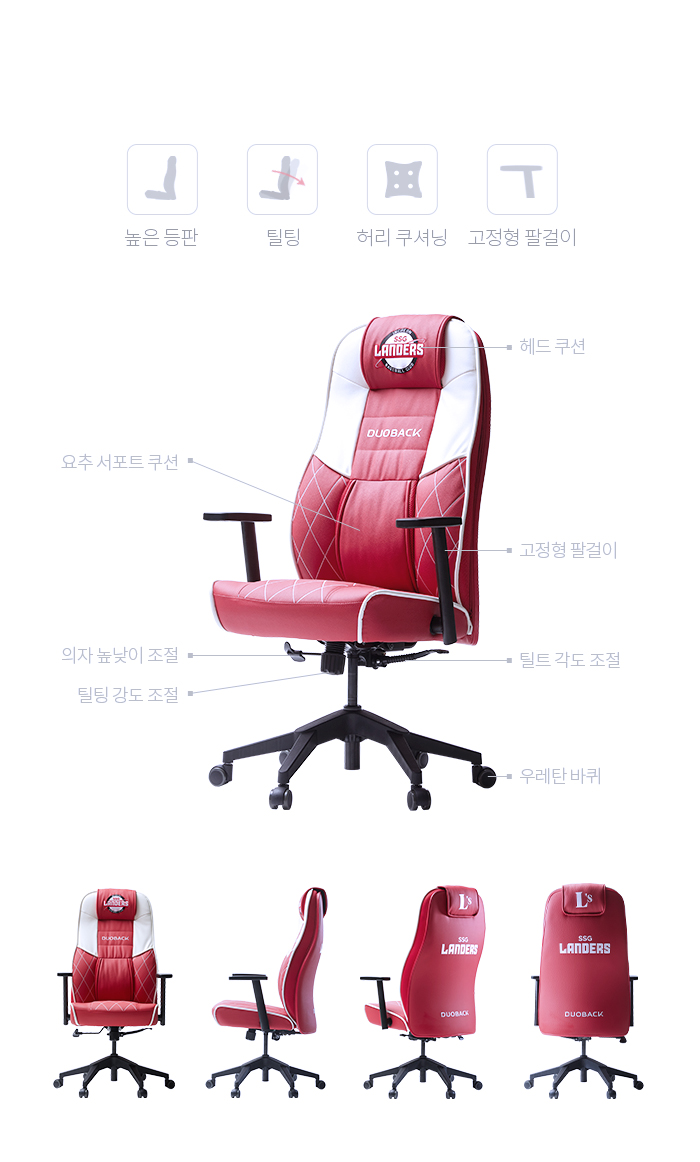 높은 등판
틸팅
허리 쿠셔닝
고정형 팔걸이
SSG
LANDERS
헤드 쿠션
DUOBACK
요추 서포트 쿠션
고정형 팔걸이
의자 높낮이 조절
틸트 각도 조절
틸팅 강도 조절
우레탄 바퀴
LANDERS
DUOBACK
L's
SSG
LANDERS
DUOBACK
L's
SSG
LANDERS
DUOBACK